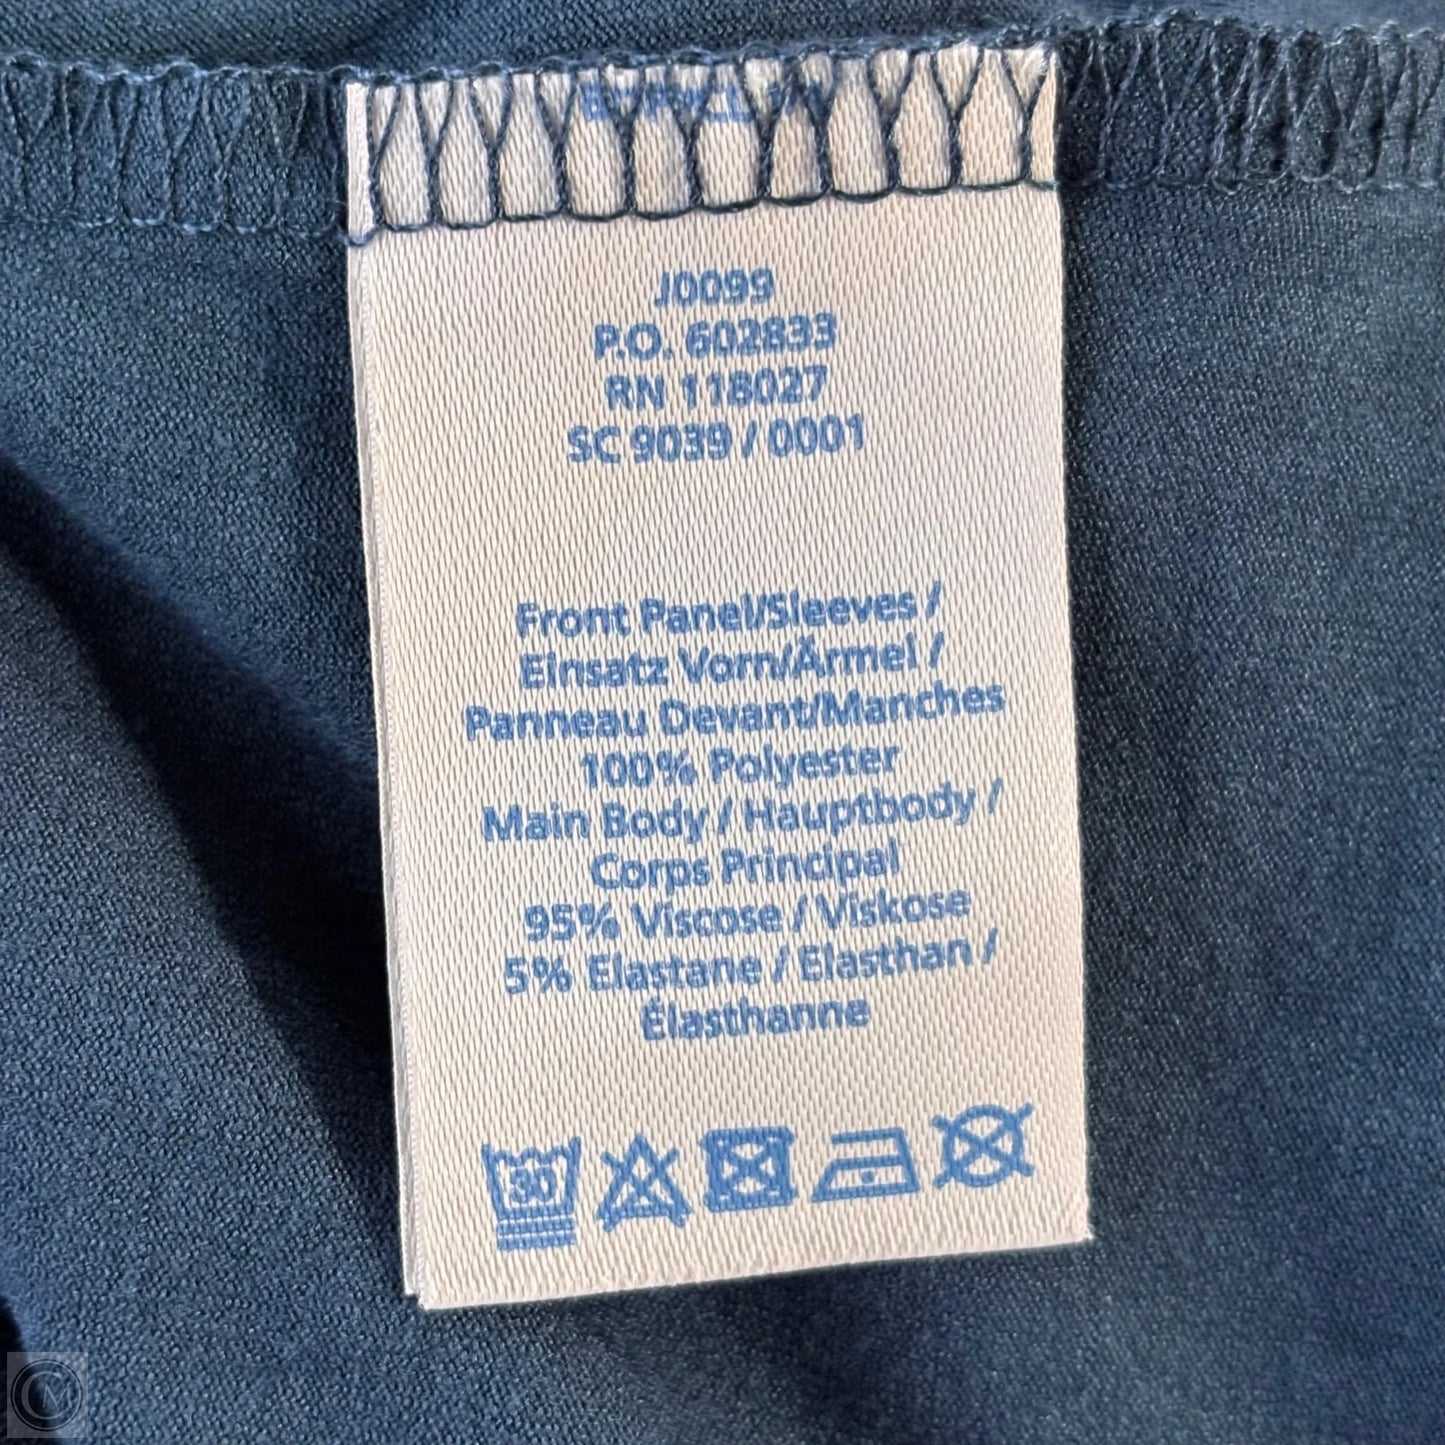 J0099
P.O. 602833
RN 118027
SC 9039 / 0001
Front Panel/Sleeves /
Einsatz Vorn/Ärmel /
Panneau Devant/Manches
100% Polyester
Main Body / Hauptbody /
Corps Principal
95% Viscose / Viskose
5% Elastane / Elasthan /
Élasthanne
30
CM